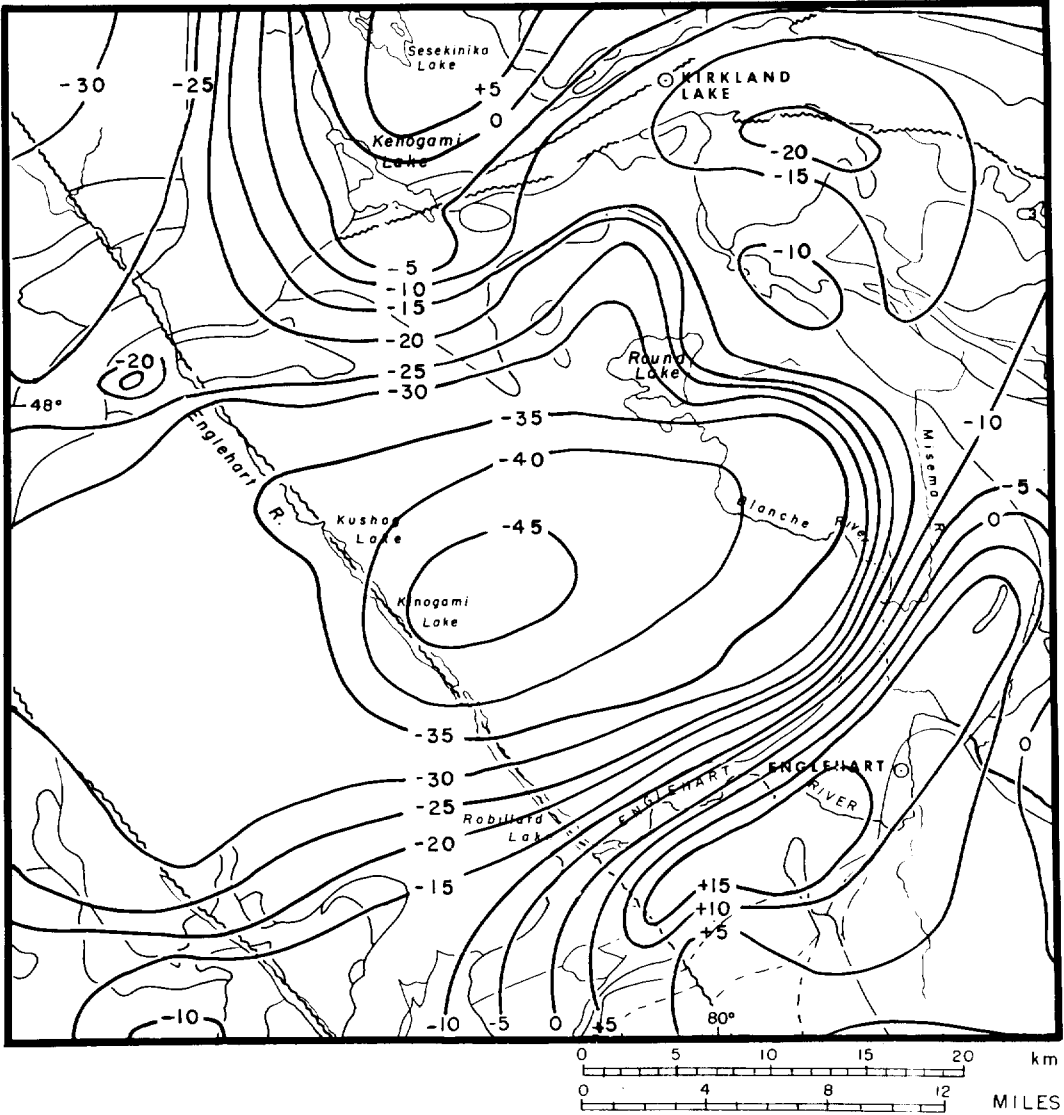 Sesekinika
Lake
-30
-25
+5
KIRKLAND
LAKE
0
Kenogami
Lake
-20
-15
-10
-5
-10
-15
-20
-25
-30
-20
Round
Lake
48°
-35
-10
Englehart
R.
-40
Misema R
-5
0
Kushog
Lake
-45
Blanche River
Kinogami
Lake
-35
0
-30
ENGLEHART
-25
ENGLEHART RIVER
Robillard
Lake
-20
-15
+15
+10
+5
-10
-10
-5
0
+5
80°
0 5 10 15 20 km
0 4 8 12 MILES